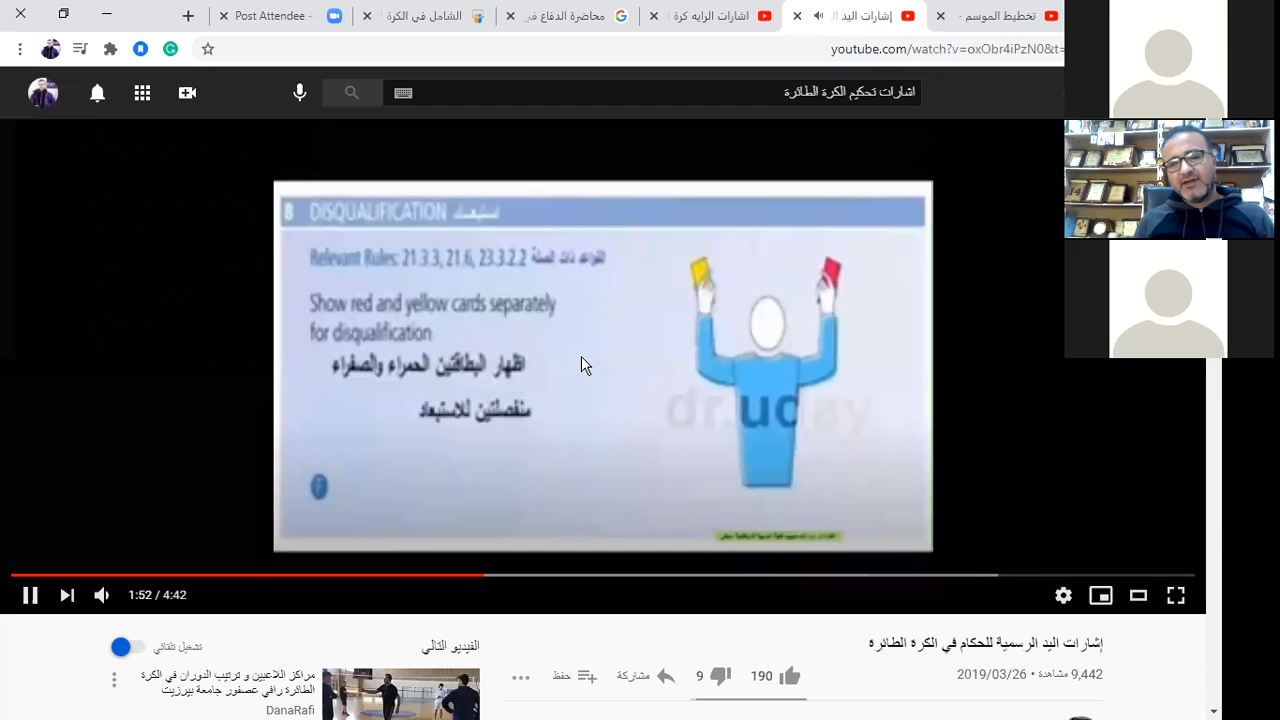 Post Attendee -
الشامل في الكرة
محاضرة الدفاع في
اشارات الرايه كرة ا
إشارات اليد الر
تخطيط الموسم -
youtube.com/watch?v=oxObr4iPzN0&t=
اشارات تحكيم الكرة الطائرة
8 DISQUALIFICATION استبعاد
Relevant Rules: 21.3.3, 21.6, 23.3.2.2 القواعد ذات الصلة
Show red and yellow cards separately
for disqualification
اظهار البطاقتين الحمراء والصفراء
منفصلتين للاستبعاد
F
dr.uday
1:52 / 4:42
إشارات اليد الرسمية للحكام في الكرة الطائرة
9,442 مشاهدة • 2019/03/26
190
9
مشاركة
حفظ
الفيديو التالي
تشغيل تلقائي
مراكز اللاعبين و ترتيب الدوران في الكرة
الطائرة رافي عصفور جامعة بيرزيت
DanaRafi